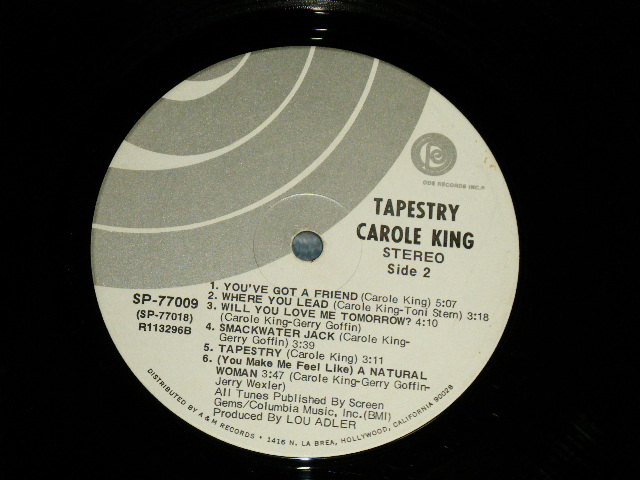 ODE RECORDS INC.
TAPESTRY
CAROLE KING
STEREO
Side 2
SP-77009
(SP-77018)
R113296B
1. YOU'VE GOT A FRIEND (Carole King) 5:07
2. WHERE YOU LEAD (Carole King-Toni Stern) 3:18
3. WILL YOU LOVE ME TOMORROW? 4:10
(Carole King-Gerry Goffin)
4. SMACKWATER JACK (Carole King-
Gerry Goffin) 3:39
5. TAPESTRY (Carole King) 3:11
6. (You Make Me Feel Like) A NATURAL
WOMAN 3:47 (Carole King-Gerry Goffin-
Jerry Wexler)
All Tunes Published By Screen
Gems/Columbia Music, Inc.(BMI)
Produced By LOU ADLER
DISTRIBUTED BY A & M RECORDS • 1416 N. LA BREA, HOLLYWOOD, CALIFORNIA 90028